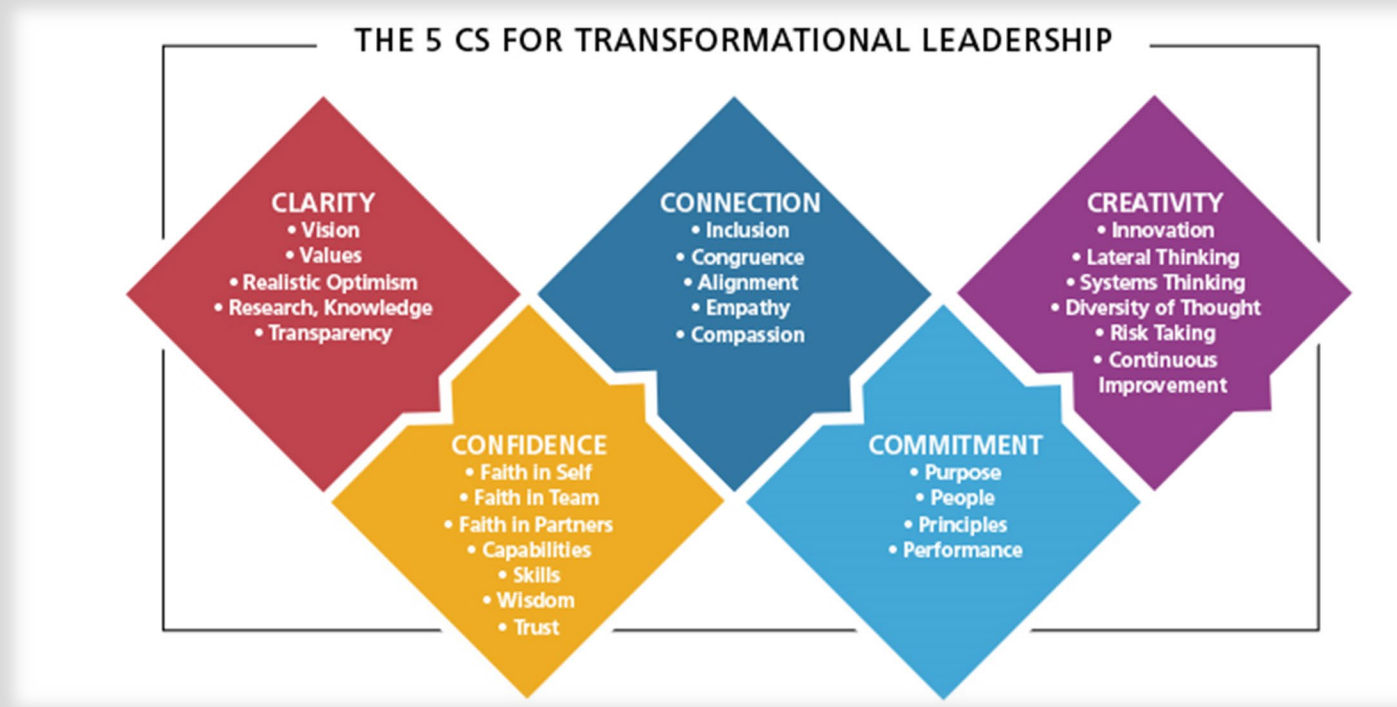 THE 5 CS FOR TRANSFORMATIONAL LEADERSHIP
CLARITY
• Vision
• Values
• Realistic Optimism
• Research, Knowledge
• Transparency
CONFIDENCE
• Faith in Self
• Faith in Team
• Faith in Partners
• Capabilities
• Skills
• Wisdom
• Trust
CONNECTION
• Inclusion
• Congruence
• Alignment
• Empathy
• Compassion
COMMITMENT
• Purpose
• People
• Principles
• Performance
CREATIVITY
• Innovation
• Lateral Thinking
• Systems Thinking
• Diversity of Thought
• Risk Taking
• Continuous
Improvement